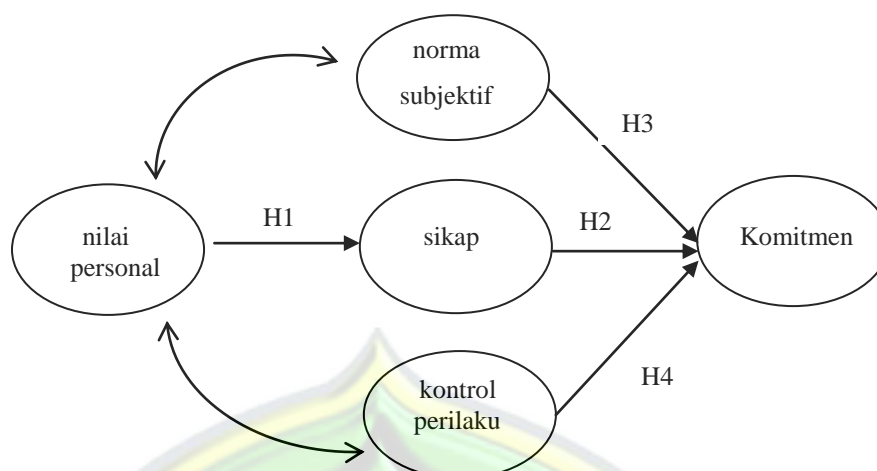 norma
subjektif
H3
H1
sikap
H2
Komitmen
nilai
personal
kontrol
perilaku
H4